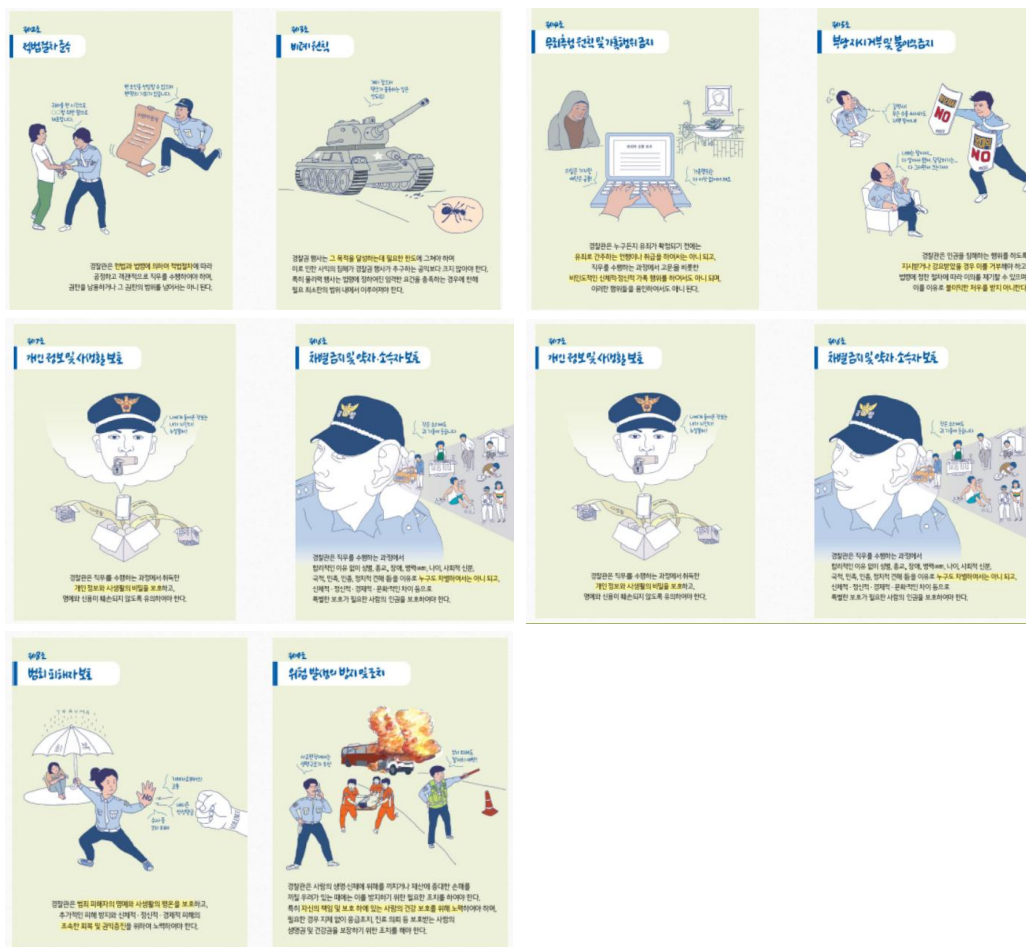 제02호
적법절차 준수
현행법상 선임할 수 있으며
경찰관은 헌법과 법령에 의하여 적법절차에 따라
공정하고 객관적으로 직무를 수행하여야 하며,
권한을 남용하거나 그 권한의 범위를 넘어서는 아니 된다.
제03호
비례 원칙
경찰권 행사는 그 목적을 달성하는데 필요한 한도에 그쳐야 하며
이로 인한 사익의 침해가 경찰권 행사가 추구하는 공익보다 크지 않아야 한다.
특히 물리력 행사는 법령에 정하여진 엄격한 요건을 충족하는 경우에 한해
필요 최소한의 범위 내에서 이루어져야 한다.
제04호
무죄추정 원칙 및 가혹행위 금지
경찰관은 누구든지 유죄가 확정되기 전에는
유죄로 간주하는 언행이나 취급을 하여서는 아니 되고,
직무를 수행하는 과정에서 고문을 비롯한
비인도적인 신체적·정신적 가혹 행위를 하여서도 아니 되며,
이러한 행위들을 용인하여서도 아니 된다.
제05호
부당 지시 거부 및 불이익 금지
NO
NO
경찰관은 인권을 침해하는 행위를 하도록
지시받거나 강요받았을 경우 이를 거부해야 하고
법령에 정한 절차에 따라 이의를 제기할 수 있으며
이를 이유로 불이익한 처우를 받지 아니한다
제07호
개인 정보 및 사생활 보호
경찰관은 직무를 수행하는 과정에서 취득한
개인 정보와 사생활의 비밀을 보호하고,
명예와 신용이 훼손되지 않도록 유의하여야 한다.
제06호
차별 금지 및 약자·소수자 보호
경찰관은 직무를 수행하는 과정에서
합리적인 이유 없이 성별, 종교, 장애, 병력, 나이, 사회적 신분,
국적, 민족, 인종, 정치적 견해 등을 이유로 누구도 차별하여서는 아니 되고,
신체적·정신적·경제적·문화적인 차이 등으로
특별한 보호가 필요한 사람의 인권을 보호하여야 한다.
제07호
개인 정보 및 사생활 보호
경찰관은 직무를 수행하는 과정에서 취득한
개인 정보와 사생활의 비밀을 보호하고,
명예와 신용이 훼손되지 않도록 유의하여야 한다.
제06호
차별 금지 및 약자·소수자 보호
경찰관은 직무를 수행하는 과정에서
합리적인 이유 없이 성별, 종교, 장애, 병력, 나이, 사회적 신분,
국적, 민족, 인종, 정치적 견해 등을 이유로 누구도 차별하여서는 아니 되고,
신체적·정신적·경제적·문화적인 차이 등으로
특별한 보호가 필요한 사람의 인권을 보호하여야 한다.
제08호
범죄 피해자 보호
TRAUMA
NO
경찰관은 범죄 피해자의 명예와 사생활의 평온을 보호하고,
추가적인 피해 방지와 신체적·정신적·경제적 피해의
조속한 회복 및 권익증진을 위하여 노력하여야 한다.
제09호
위험 발생의 방지 및 조치
경찰관은 사람의 생명·신체에 위해를 끼치거나 재산에 중대한 손해를
끼칠 우려가 있는 때에는 이를 방지하기 위한 필요한 조치를 하여야 한다.
특히 자신의 책임 및 보호 하에 있는 사람의 건강 보호를 위해 노력하여야 하며,
필요한 경우 지체 없이 응급조치, 진료 의뢰 등 보호받는 사람의
생명권 및 건강권을 보장하기 위한 조치를 해야 한다.